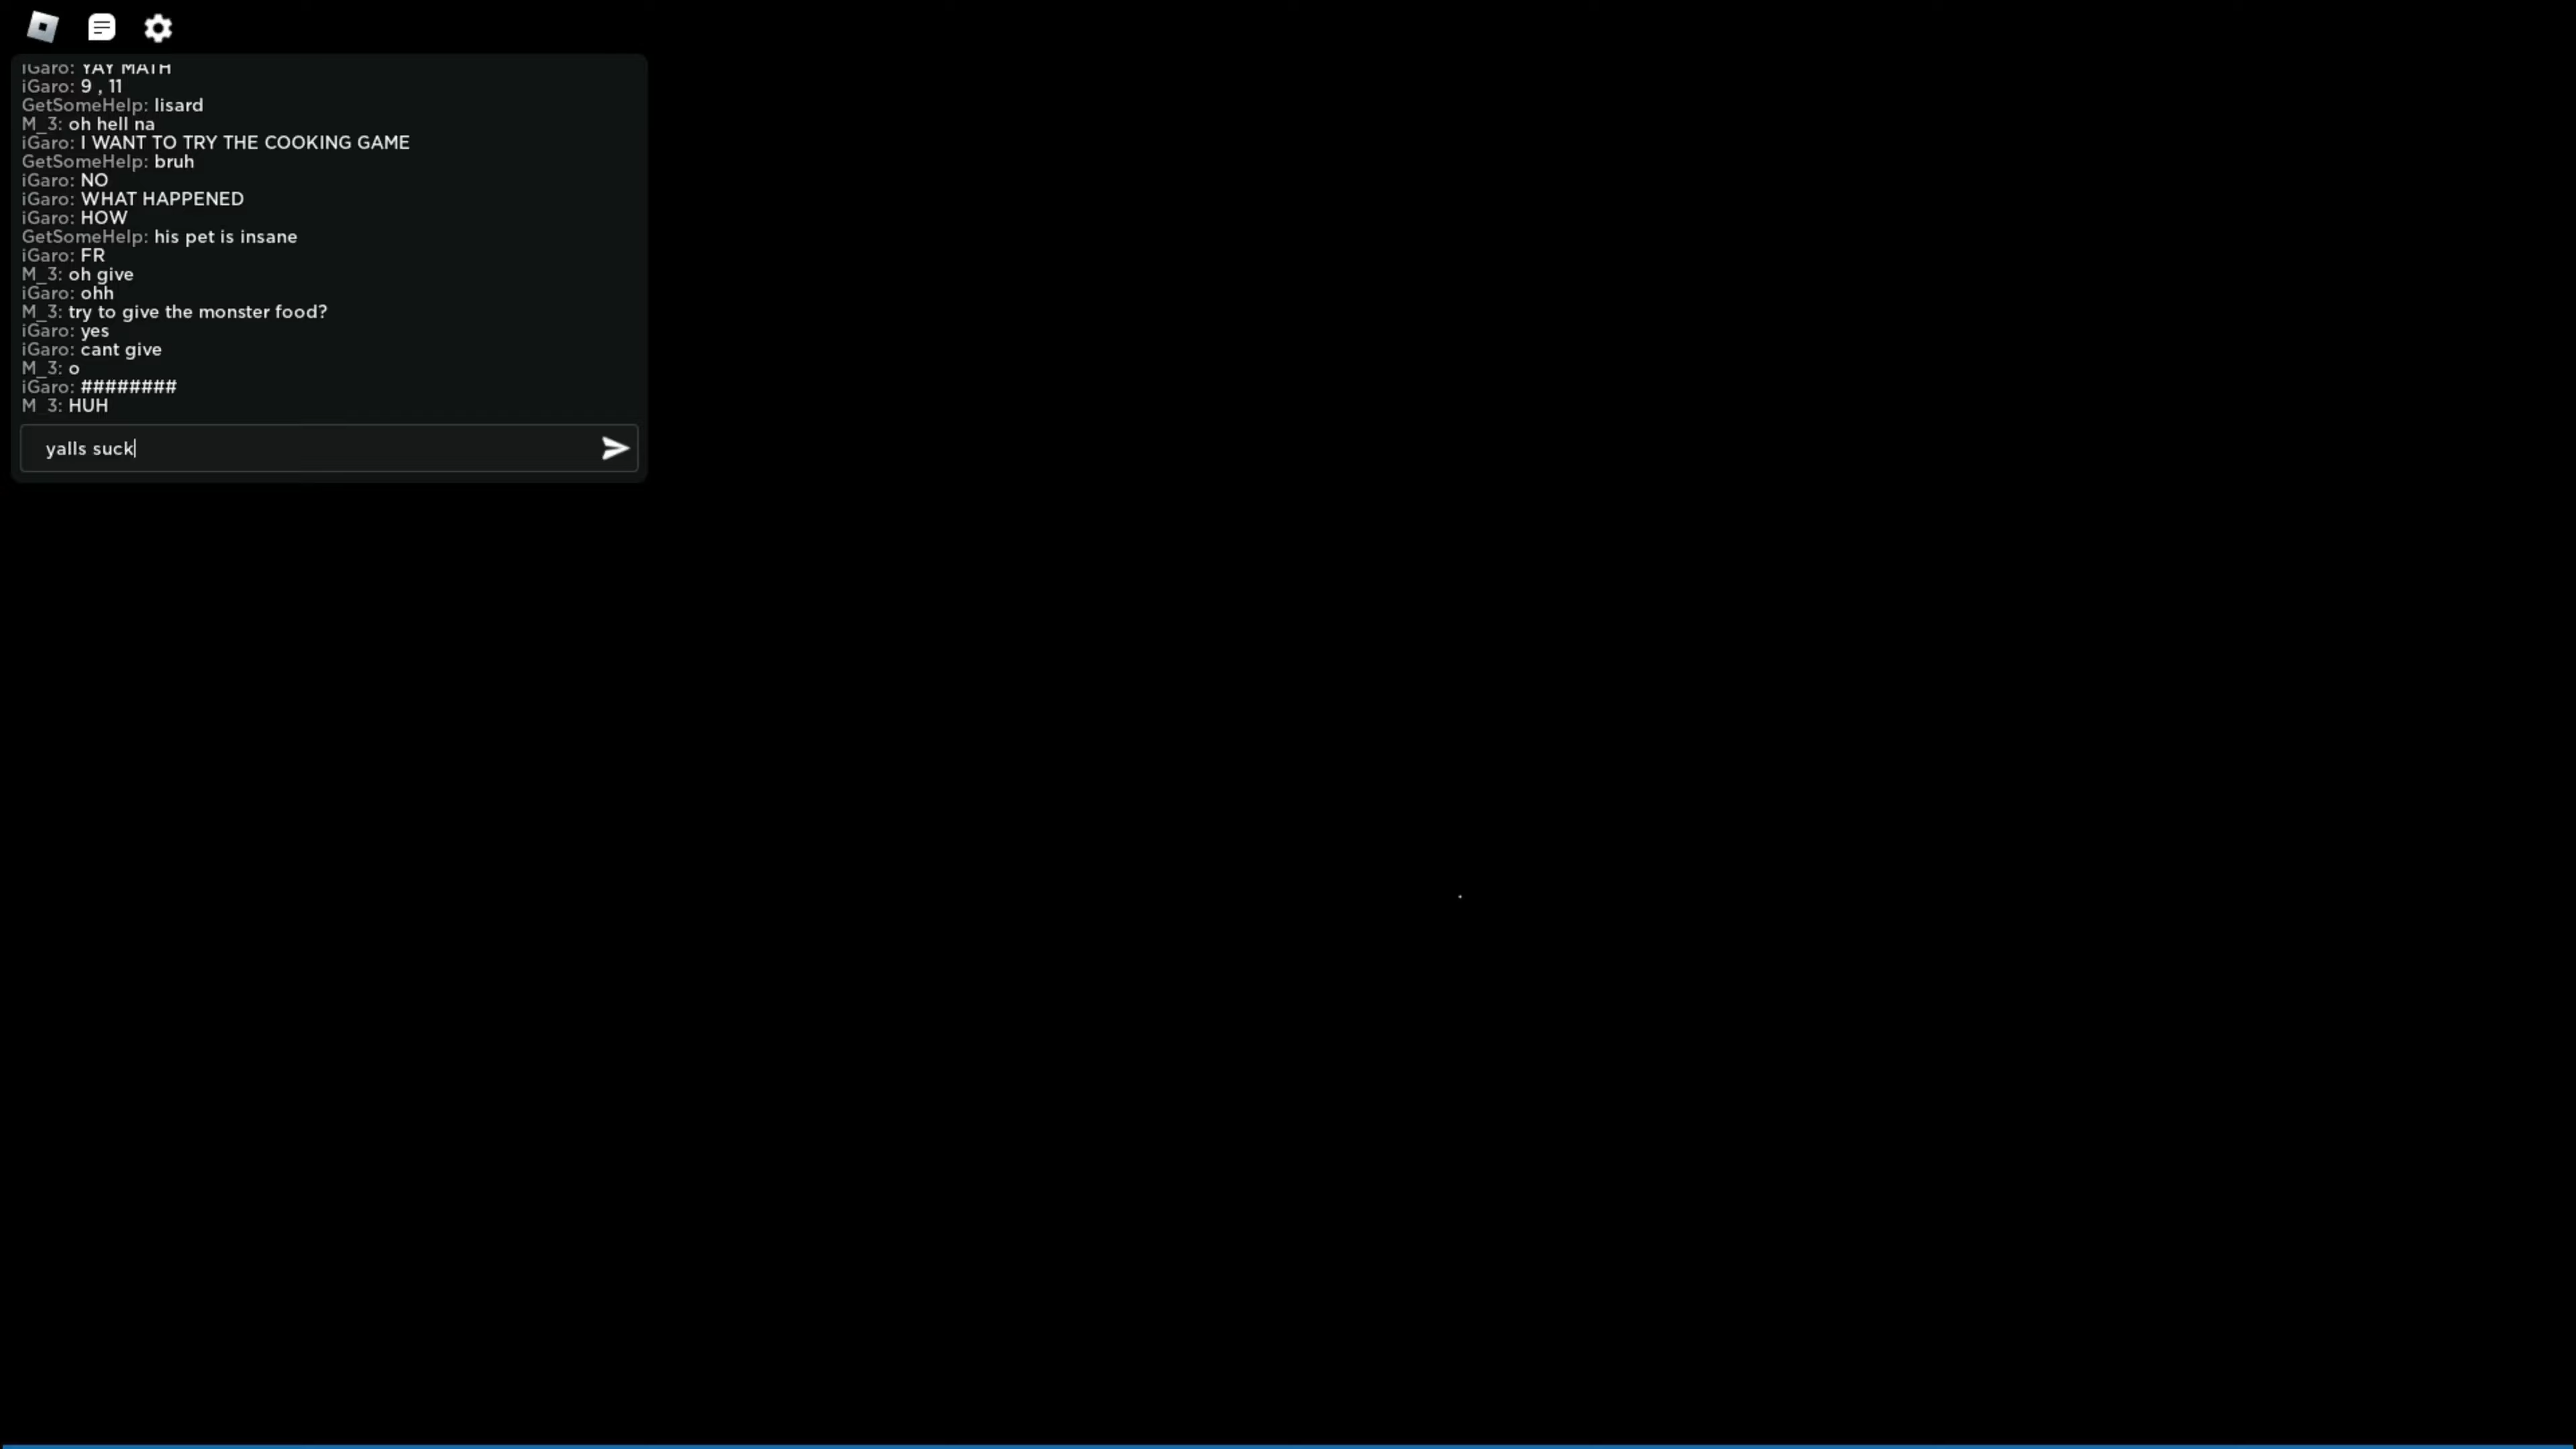 iGaro: YAY MATH
iGaro: 9 , 11
GetSomeHelp: lisard
M_3: oh hell na
iGaro: I WANT TO TRY THE COOKING GAME
GetSomeHelp: bruh
iGaro: NO
iGaro: WHAT HAPPENED
iGaro: HOW
GetSomeHelp: his pet is insane
iGaro: FR
M_3: oh give
iGaro: ohh
M_3: try to give the monster food?
iGaro: yes
iGaro: cant give
M_3: o
iGaro: ########
M_3: HUH
yalls suck